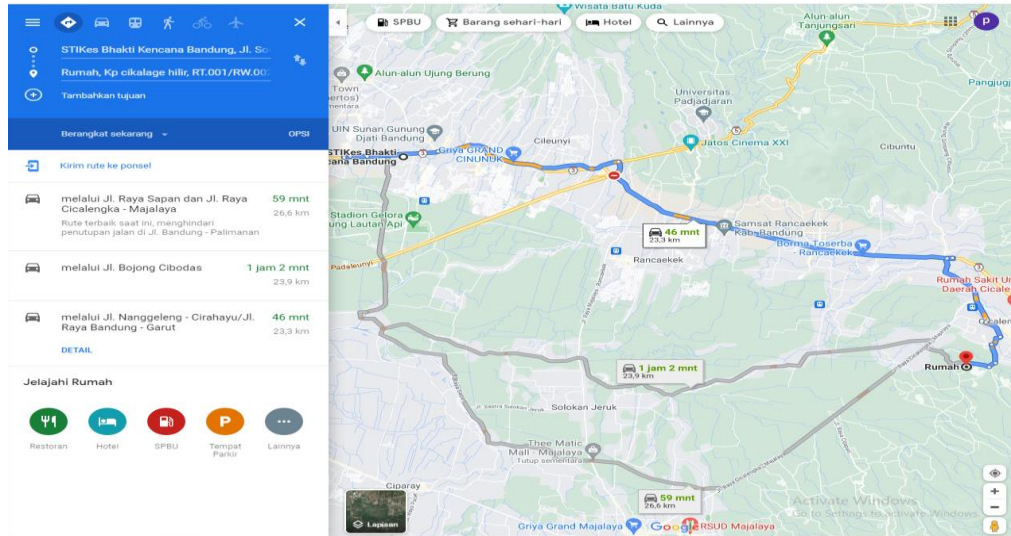 STIKes Bhakti Kencana Bandung, Jl. So
Rumah, Kp cikalage hilir, RT.001/RW.00
Tambahkan tujuan
Berangkat sekarang
OPSI
Kirim rute ke ponsel
melalui Jl. Raya Sapan dan Jl. Raya
Cicalengka - Majalaya
59 mnt
26,6 km
Rute terbaik saat ini, menghindari
penutupan jalan di Jl. Bandung - Palimanan
melalui Jl. Bojong Cibodas
1 jam 2 mnt
23,9 km
melalui Jl. Nanggeleng - Cirahayu/Jl.
Raya Bandung - Garut
46 mnt
23,3 km
DETAIL
Jelajahi Rumah
Restoran
Hotel
SPBU
Tempat
Parkir
Lainnya
SPBU
Barang sehari-hari
Hotel
Lainnya
P
Wisata Batu Kuda
Alun-alun
Tanjungsari
Alun-alun Ujung Berung
Pangjug
Town
ertos)
mentara
Universitas
Padjadjaran
UIN Sunan Gunung
Djati Bandung
Cileunyi
Jatos Cinema XXI
Cibuntu
STIKes Bhakti
cana Bandung
Griya GRAND
CINUNUK
Stadion Gelora
ung Lautan Api
46 mnt
23,3 km
Samsat Rancaekek
Kab Bandung
Borma Toserba
- Rancaekek
Rancaekek
Padaleunyi
Rumah Sakit Um
Daerah Cicale
Cicalen
Rumah
1 jam 2 mnt
23,9 km
Solokan Jeruk
Thee Matic
Mall - Majalaya
Tutup sementara
Ciparay
Lapisan
59 mnt
26,6 km
Griya Grand Majalaya
Google
RSUD Majalaya
Activate Windows
Go to Settings to activate Windows.